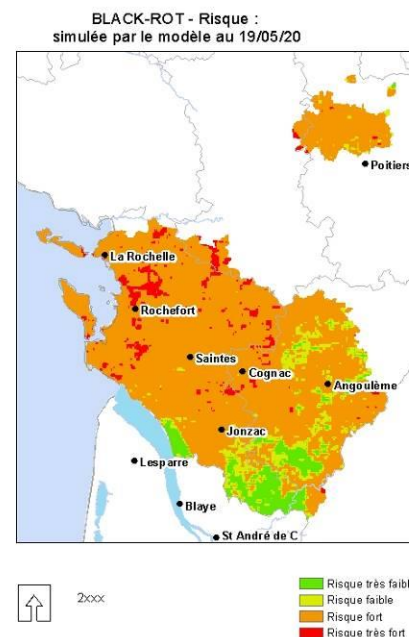 BLACK-ROT - Risque :
simulée par le modèle au 19/05/20
Poitiers
La Rochelle
Rochefort
Saintes
Cognac
Angoulême
Jonzac
Lesparre
Blaye
St André de C
2xxx
Risque très faibl
Risque faible
Risque fort
Risque très fort